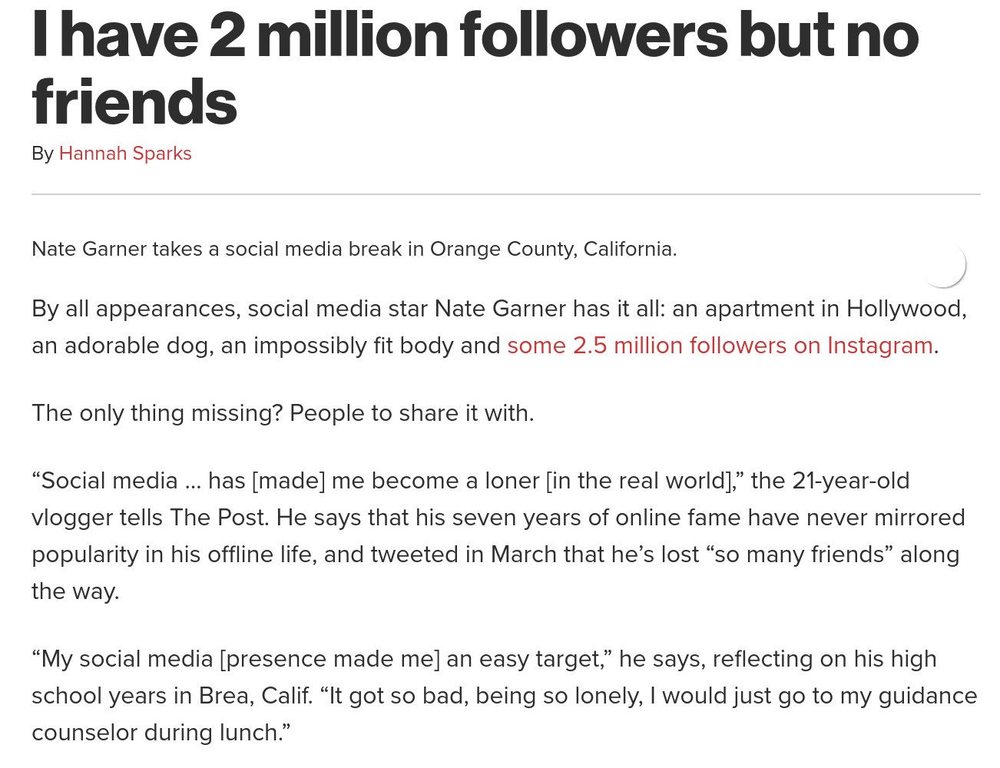 I have 2 million followers but no
friends
By Hannah Sparks
Nate Garner takes a social media break in Orange County, California.
By all appearances, social media star Nate Garner has it all: an apartment in Hollywood,
an adorable dog, an impossibly fit body and some 2.5 million followers on Instagram.
The only thing missing? People to share it with.
“Social media … has [made] me become a loner [in the real world],” the 21-year-old
vlogger tells The Post. He says that his seven years of online fame have never mirrored
popularity in his offline life, and tweeted in March that he’s lost “so many friends” along
the way.
“My social media [presence made me] an easy target,” he says, reflecting on his high
school years in Brea, Calif. “It got so bad, being so lonely, I would just go to my guidance
counselor during lunch.”